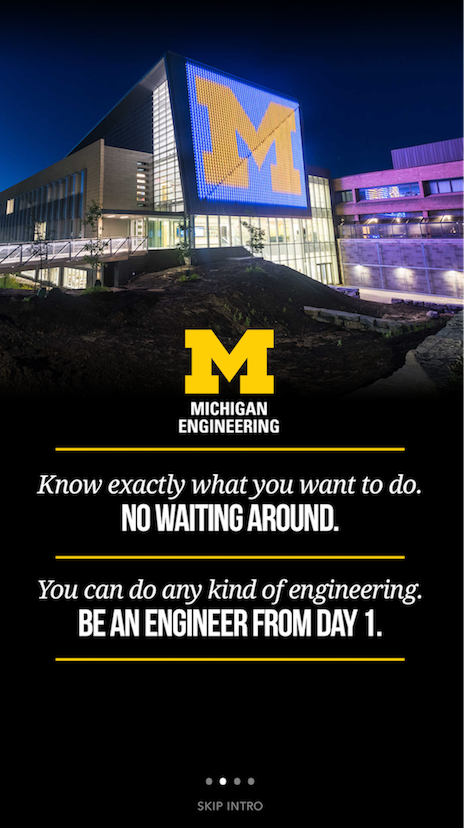 M
M
MICHIGAN
ENGINEERING
Know exactly what you want to do.
NO WAITING AROUND.
You can do any kind of engineering.
BE AN ENGINEER FROM DAY 1.
SKIP INTRO